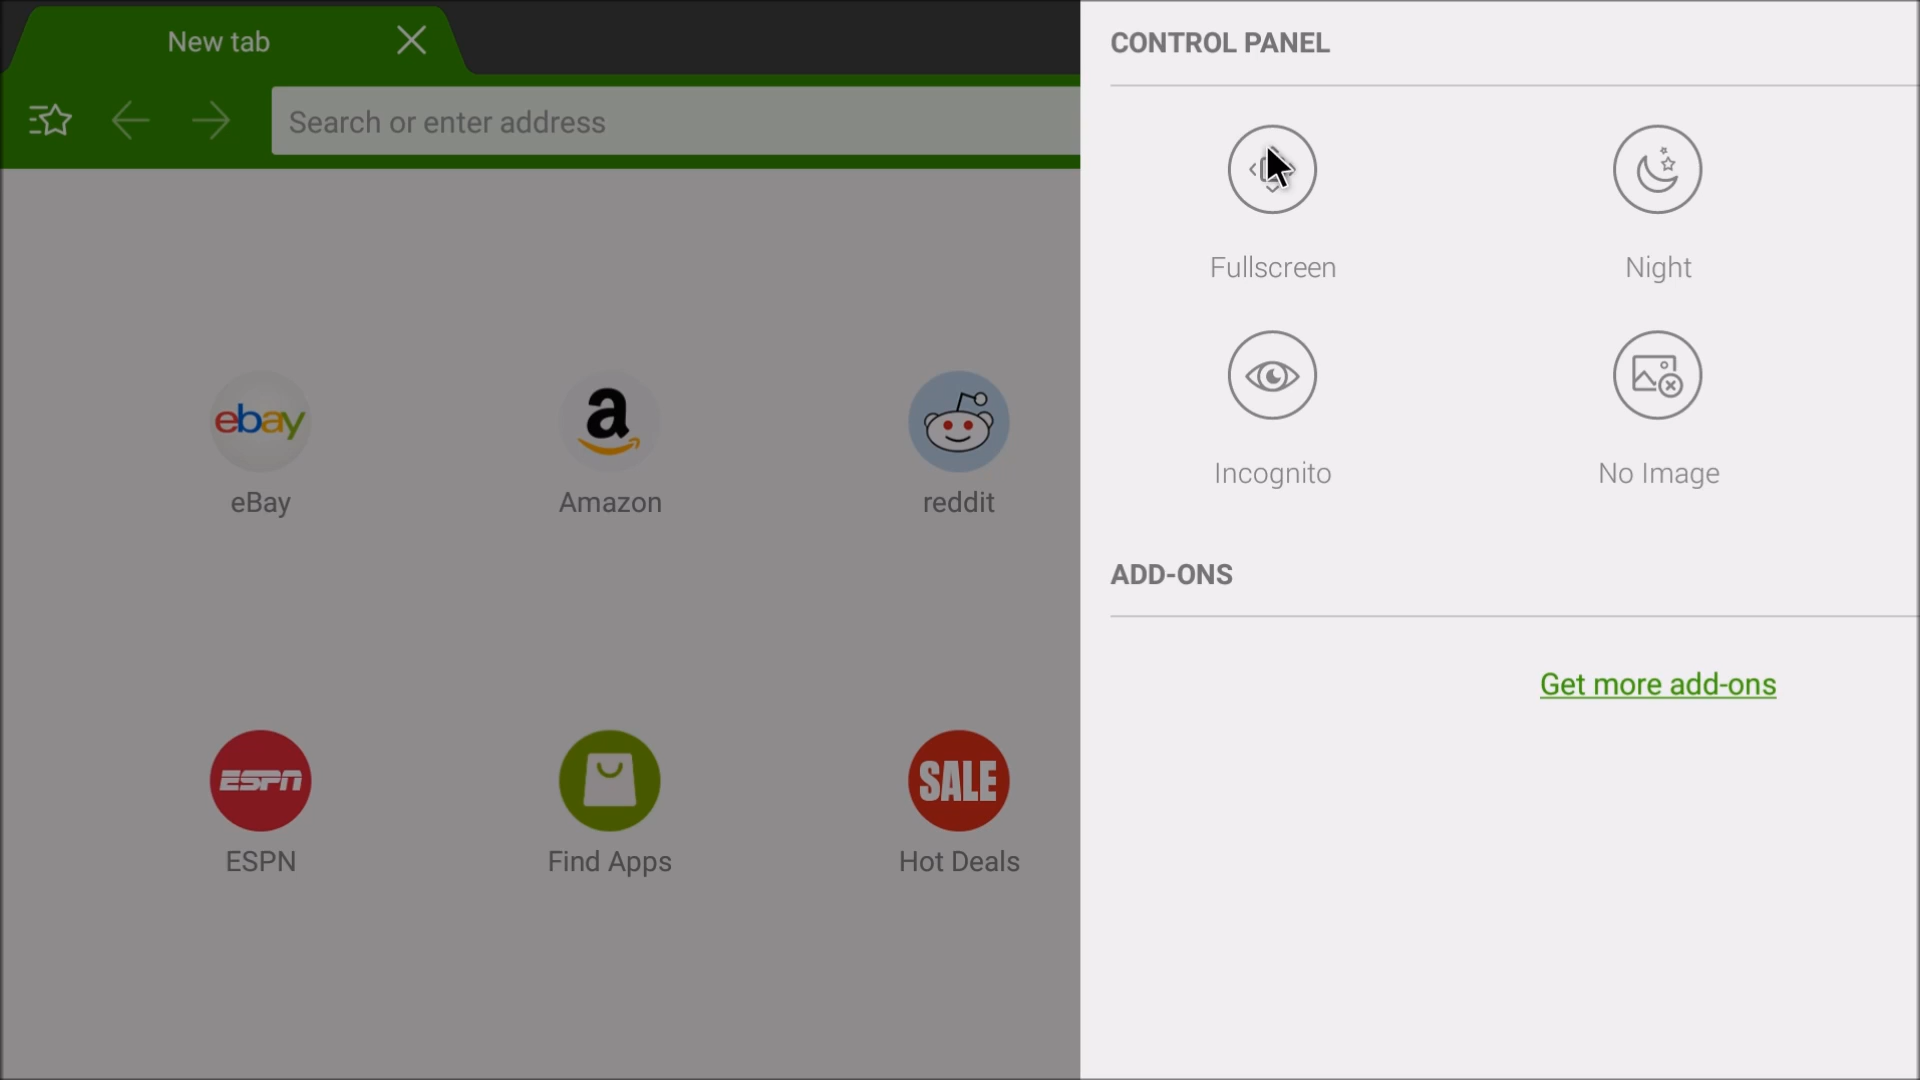 New tab
Search or enter address
ebay
eBay
a
Amazon
reddit
ESPN
ESPN
Find Apps
SALE
Hot Deals
CONTROL PANEL
Fullscreen
Night
Incognito
No Image
ADD-ONS
Get more add-ons